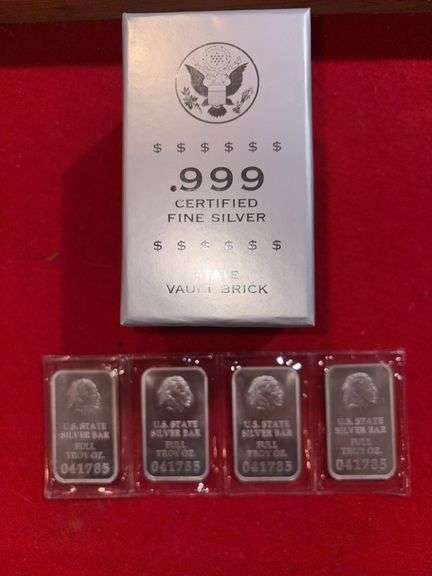 $ $ $ $ $ $
.999
CERTIFIED
FINE SILVER
$ $ $ $ $ $
STATE
VAULT BRICK
U.S. STATE
SILVER BAR
FULL
TROY OZ.
041785
U.S. STATE
SILVER BAR
FULL
TROY OZ.
041785
U.S. STATE
SILVER BAR
FULL
TROY OZ.
041785
U.S. STATE
SILVER BAR
FULL
TROY OZ.
041785